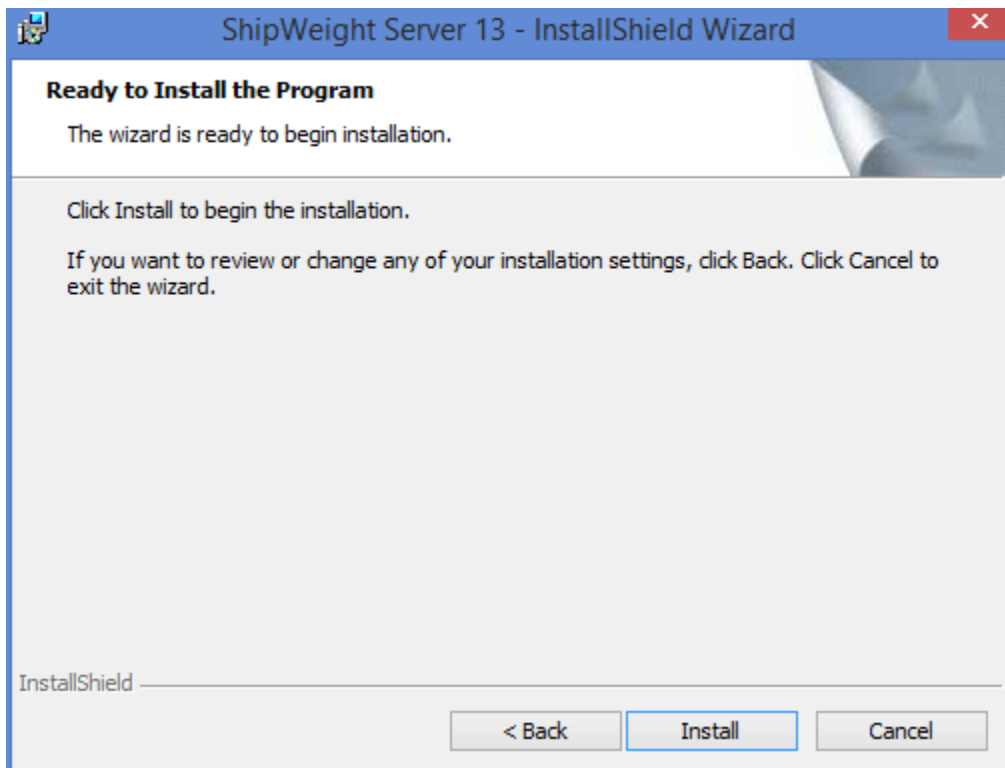 ShipWeight Server 13 - InstallShield Wizard
Ready to Install the Program
The wizard is ready to begin installation.
Click Install to begin the installation.
If you want to review or change any of your installation settings, click Back. Click Cancel to
exit the wizard.
InstallShield
< Back
Install
Cancel